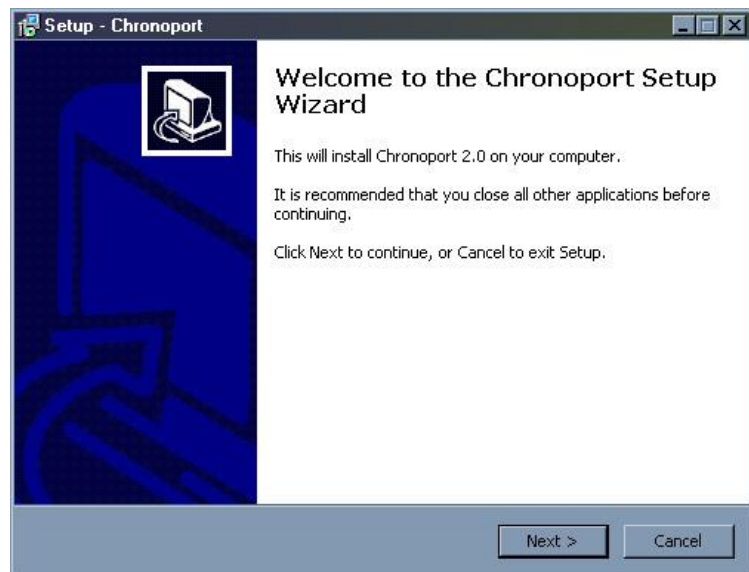 Setup - Chronoport
Welcome to the Chronoport Setup
Wizard
This will install Chronoport 2.0 on your computer.
It is recommended that you close all other applications before
continuing.
Click Next to continue, or Cancel to exit Setup.
Next >
Cancel